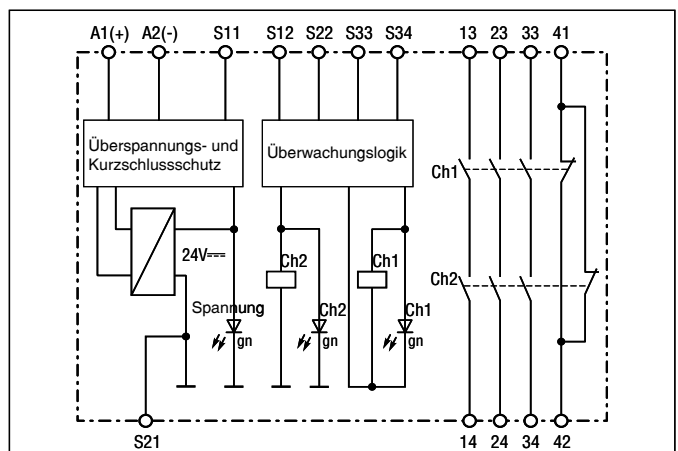 A1(+) A2(-) S11 S12 S22 S33 S34 13 23 33 41
Überspannungs- und
Kurzschlussschutz
Überwachungslogik
Ch1
24V
Ch2
Ch1
Ch2
Spannung
Ch2
Ch1
gn
gn
gn
S21
14 24 34 42